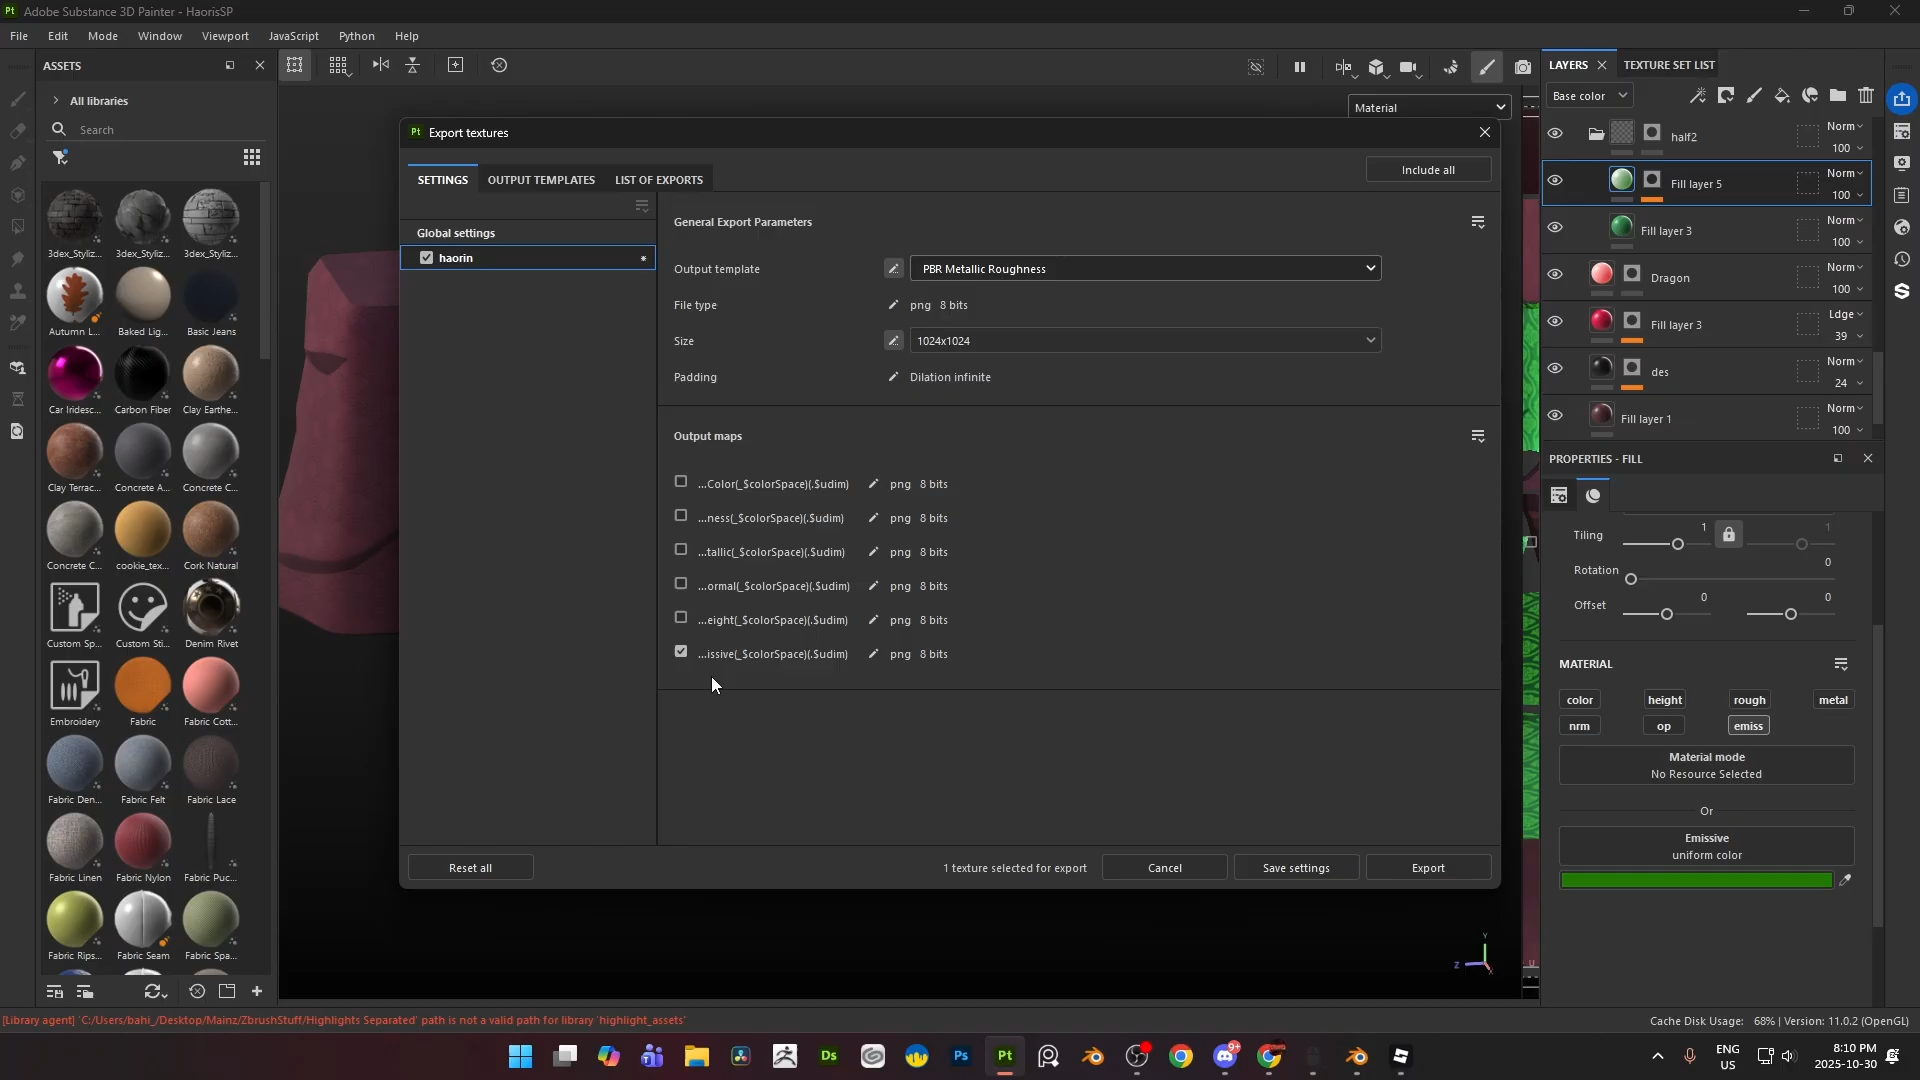 Pt Adobe Substance 3D Painter - HaorisSP
File Edit Mode Window Viewport JavaScript Python Help
ASSETS
All libraries
Search
3dex_Styliz... 3dex_Styliz... 3dex_Styliz...
Autumn L... Baked Lig... Basic Jeans
Car Iridesc... Carbon Fiber Clay Earthe...
Clay Terrac... Concrete A... Concrete C...
Concrete C... cookie_tex... Cork Natural
Custom Sp... Custom Sti... Denim Rivet
Embroidery Fabric Fabric Cott...
Fabric Den... Fabric Felt Fabric Lace
Fabric Linen Fabric Nylon Fabric Puc...
Fabric Rips... Fabric Seam Fabric Spa...
Material
Pt Export textures
SETTINGS OUTPUT TEMPLATES LIST OF EXPORTS
Include all
Global settings
haorin *
General Export Parameters
Output template PBR Metallic Roughness
File type png 8 bits
Size 1024x1024
Padding Dilation infinite
Output maps
...Color(_$colorSpace)(.$udim) png 8 bits
...ness(_$colorSpace)(.$udim) png 8 bits
...tallic(_$colorSpace)(.$udim) png 8 bits
...ormal(_$colorSpace)(.$udim) png 8 bits
...eight(_$colorSpace)(.$udim) png 8 bits
...issive(_$colorSpace)(.$udim) png 8 bits
Reset all
1 texture selected for export
Cancel
Save settings
Export
Y
Z
X
LAYERS TEXTURE SET LIST
Base color
half2 Norm 100
Fill layer 5 Norm 100
Fill layer 3 Norm 100
Dragon Norm 100
Fill layer 3 Ldge 39
des Norm 24
Fill layer 1 Norm 100
PROPERTIES - FILL
Tiling 1 1
Rotation 0
Offset 0 0
MATERIAL
color height rough metal
nrm op emiss
Material mode
No Resource Selected
Or
Emissive
uniform color
[Library agent] 'C:/Users/bahi_/Desktop/Mainz/ZbrushStuff/Highlights Separated' path is not a valid path for library 'highlight_assets'
Cache Disk Usage: 68% | Version: 11.0.2 (OpenGL)
Ds
Ps
Pt
9+
ENG
US
8:10 PM
2025-10-30